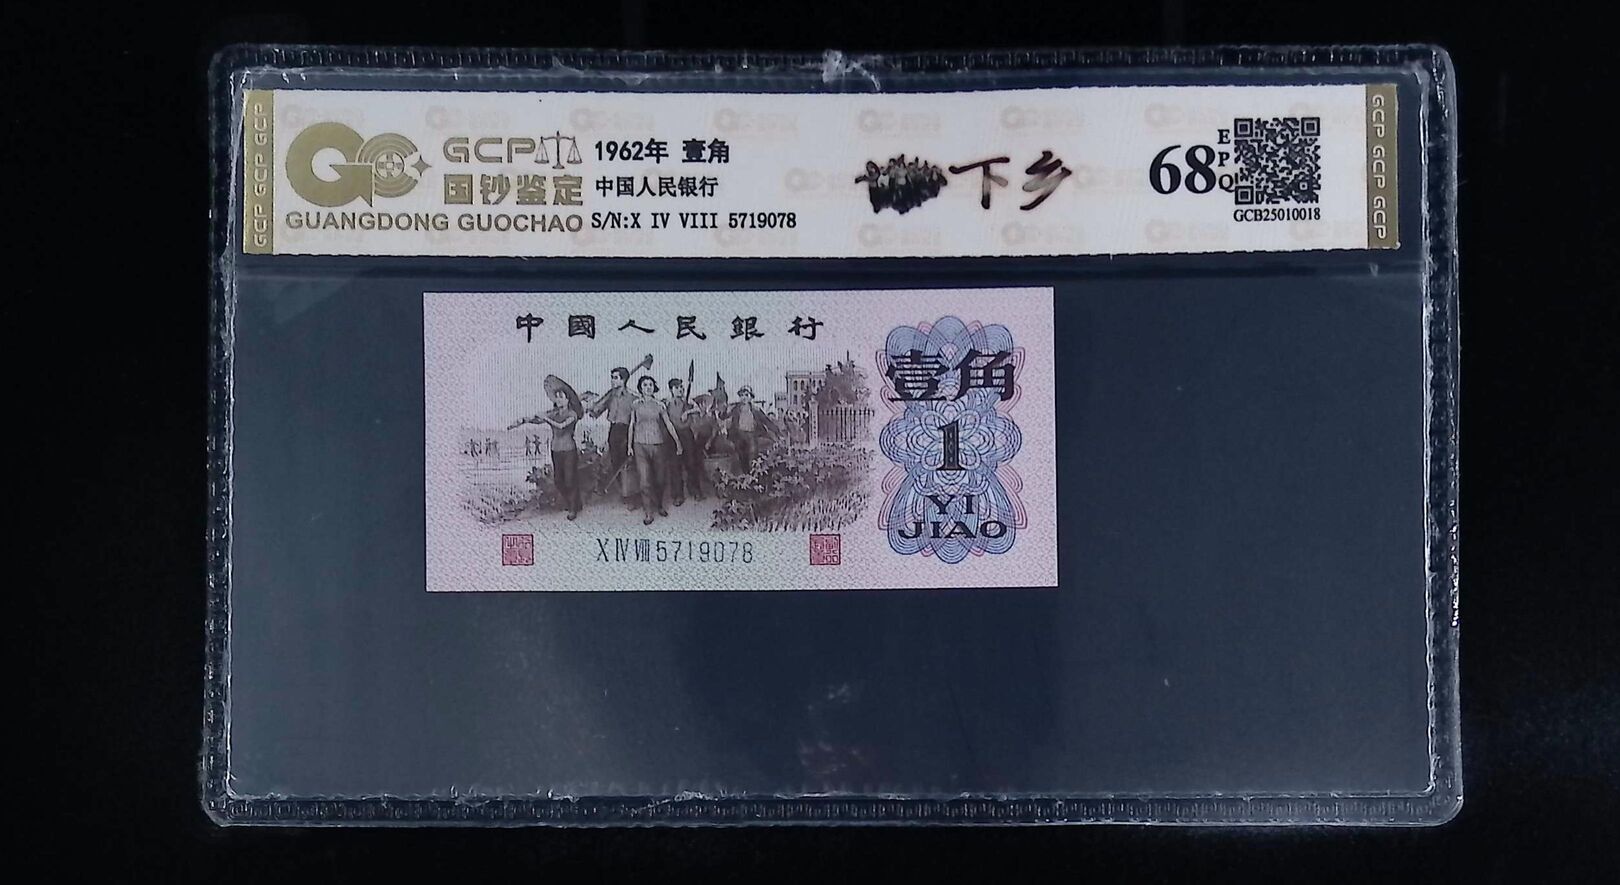 GCP GCP GCP
GCP
国钞鉴定
GUANGDONG GUOCHAO
1962年 壹角
中国人民银行
S/N:X IV VIII 5719078
下乡
68
EPQ
GCB25010018
GCP GCP GCP
中國人民銀行
壹角
1
YI
JIAO
X IV VIII 5719078